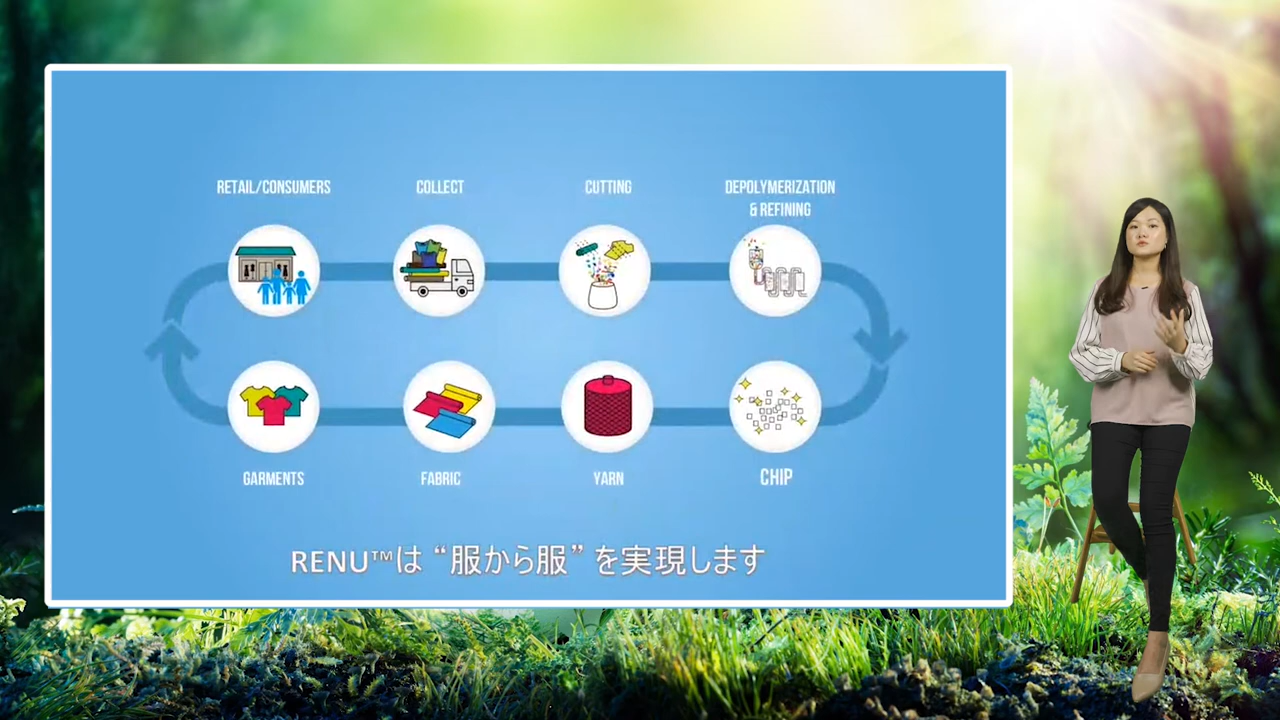 RETAIL/CONSUMERS
COLLECT
CUTTING
DEPOLYMERIZATION
& REFINING
GARMENTS
FABRIC
YARN
CHIP
RENU™は “服から服” を実現します